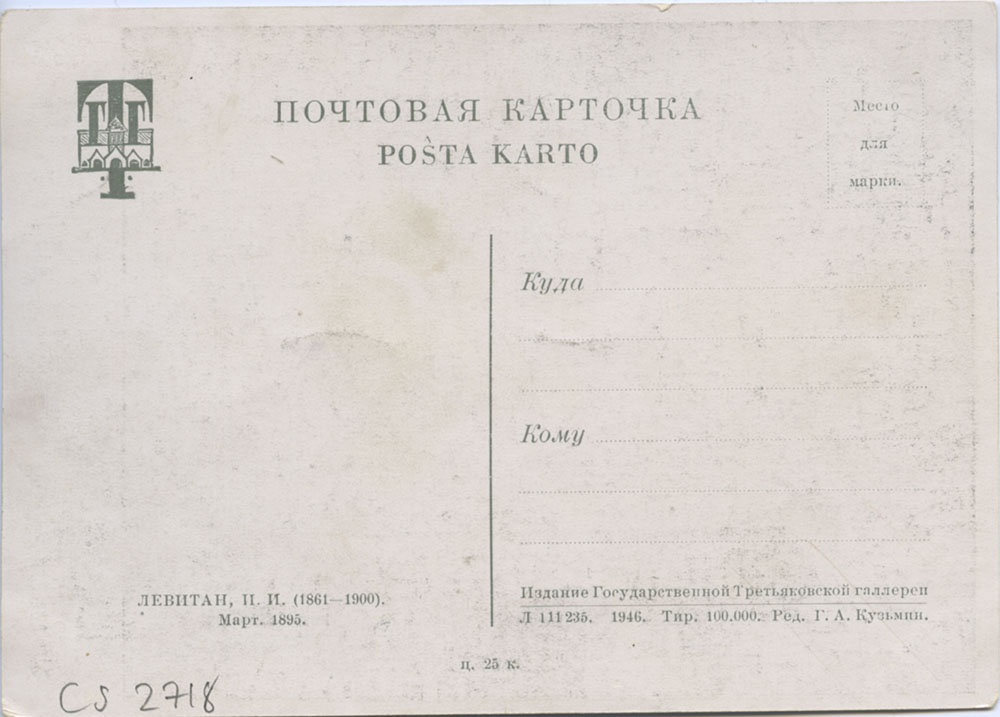 ПОЧТОВАЯ КАРТОЧКА
POŜTA KARTO
Место
для
марки.
Куда
Кому
ЛЕВИТАН, И. И. (1861—1900).
Март. 1895.
Издание Государственной Третьяковской галлереи
Л 111235. 1946. Тир. 100.000. Ред. Г. А. Кузьмин.
ц. 25 к.
CS 2718